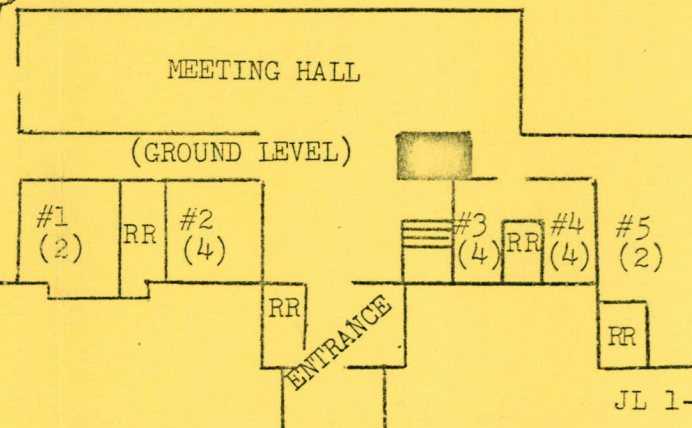 MEETING HALL
(GROUND LEVEL)
#1
(2)
RR
#2
(4)
#3
(4)
RR
#4
(4)
#5
(2)
RR
ENTRANCE
RR
JL 1-